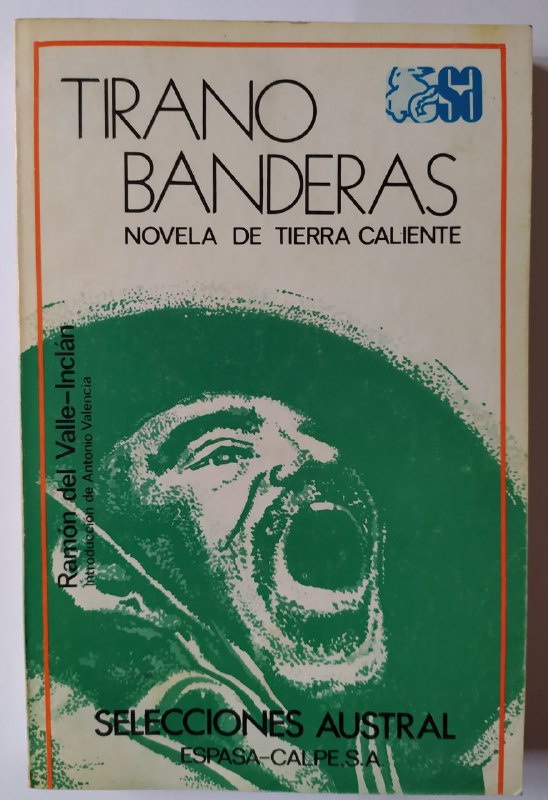 TIRANO
BANDERAS
NOVELA DE TIERRA CALIENTE
Ramón del Valle-Inclán
Introducción de Antonio Valencia
SELECCIONES AUSTRAL
ESPASA-CALPE, S.A.